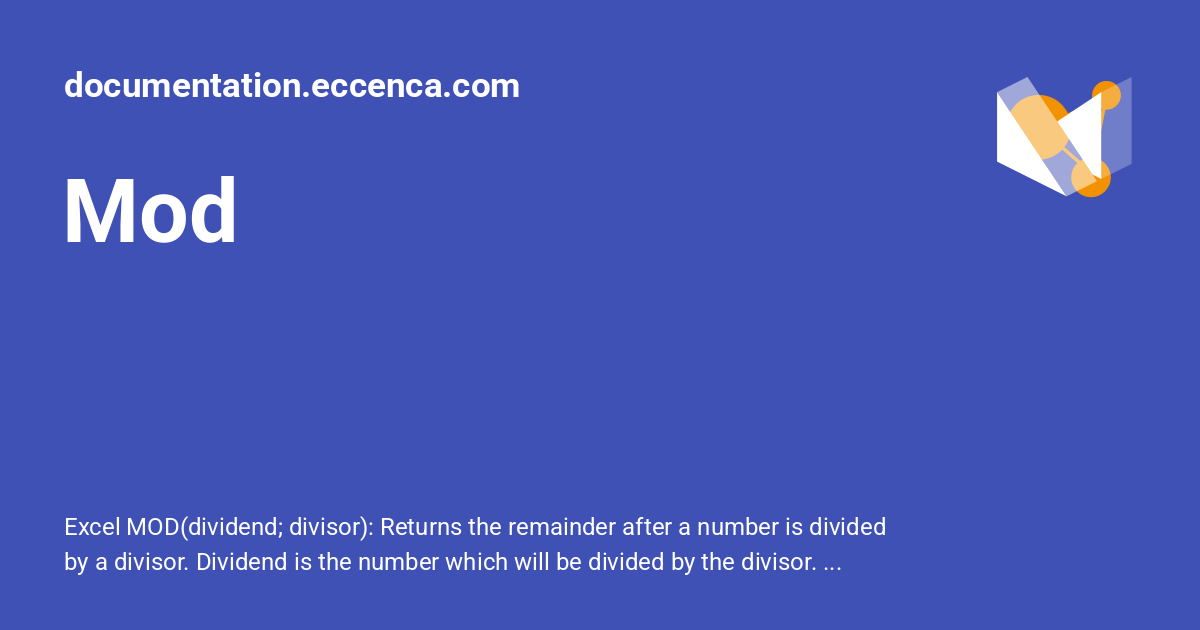 documentation.eccenca.com
Mod
Excel MOD(dividend; divisor): Returns the remainder after a number is divided
by a divisor. Dividend is the number which will be divided by the divisor. ...